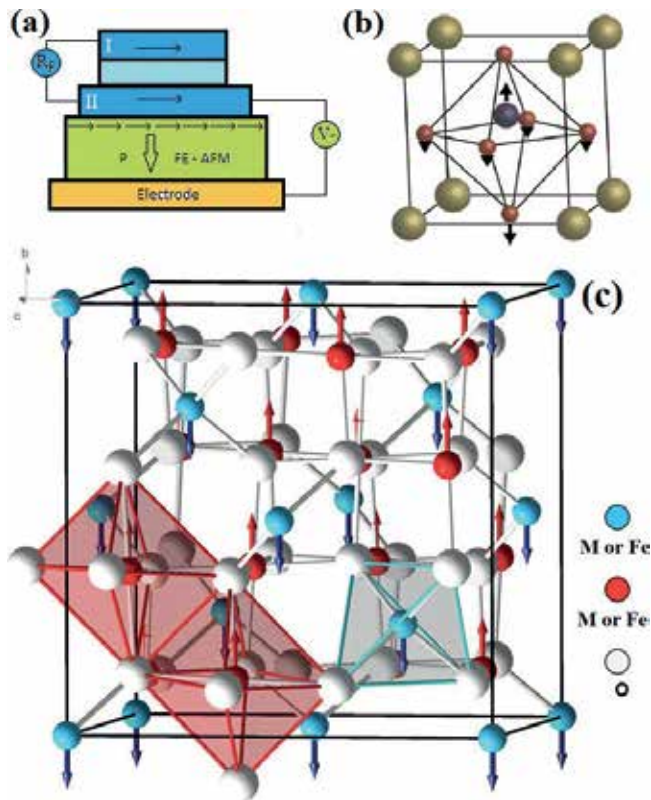 (a)
I
R_P
II
V
P
FE - AFM
Electrode
(b)
(c)
b
M or Fe
M or Fe
O